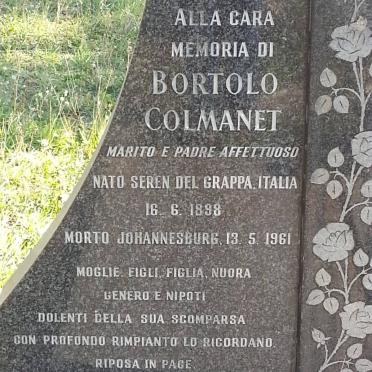 ALLA CARA
MEMORIA DI
BORTOLO
COLMANET
MARITO E PADRE AFFETTUOSO
NATO SEREN DEL GRAPPA, ITALIA
16. 6. 1898
MORTO JOHANNESBURG, 13. 5. 1961
MOGLIE, FIGLI, FIGLIA, NUORA
GENERO E NIPOTI
DOLENTI DELLA SUA SCOMPARSA
CON PROFONDO RIMPIANTO LO RICORDANO.
RIPOSA IN PACE.